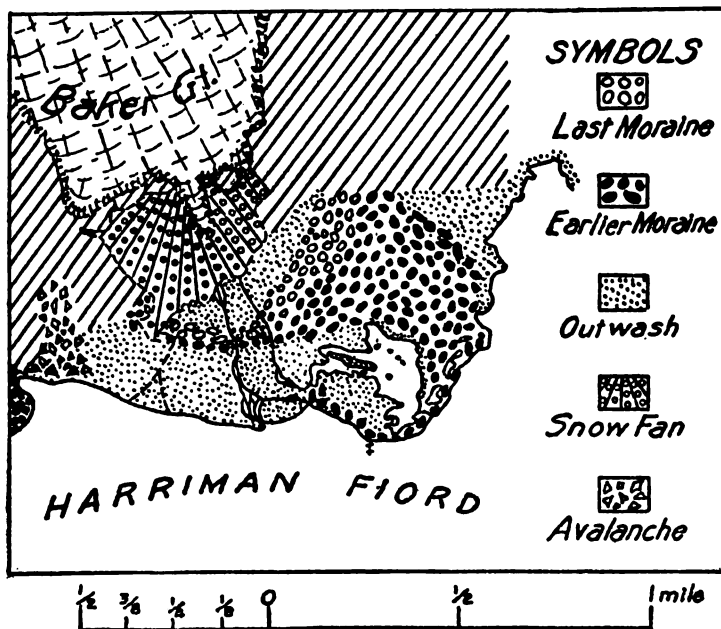 Baker Gl.
SYMBOLS
Last Moraine
Earlier Moraine
Outwash
Snow Fan
Avalanche
HARRIMAN FIORD
1/2 3/8 1/4 1/8 0 1/2 1 mile